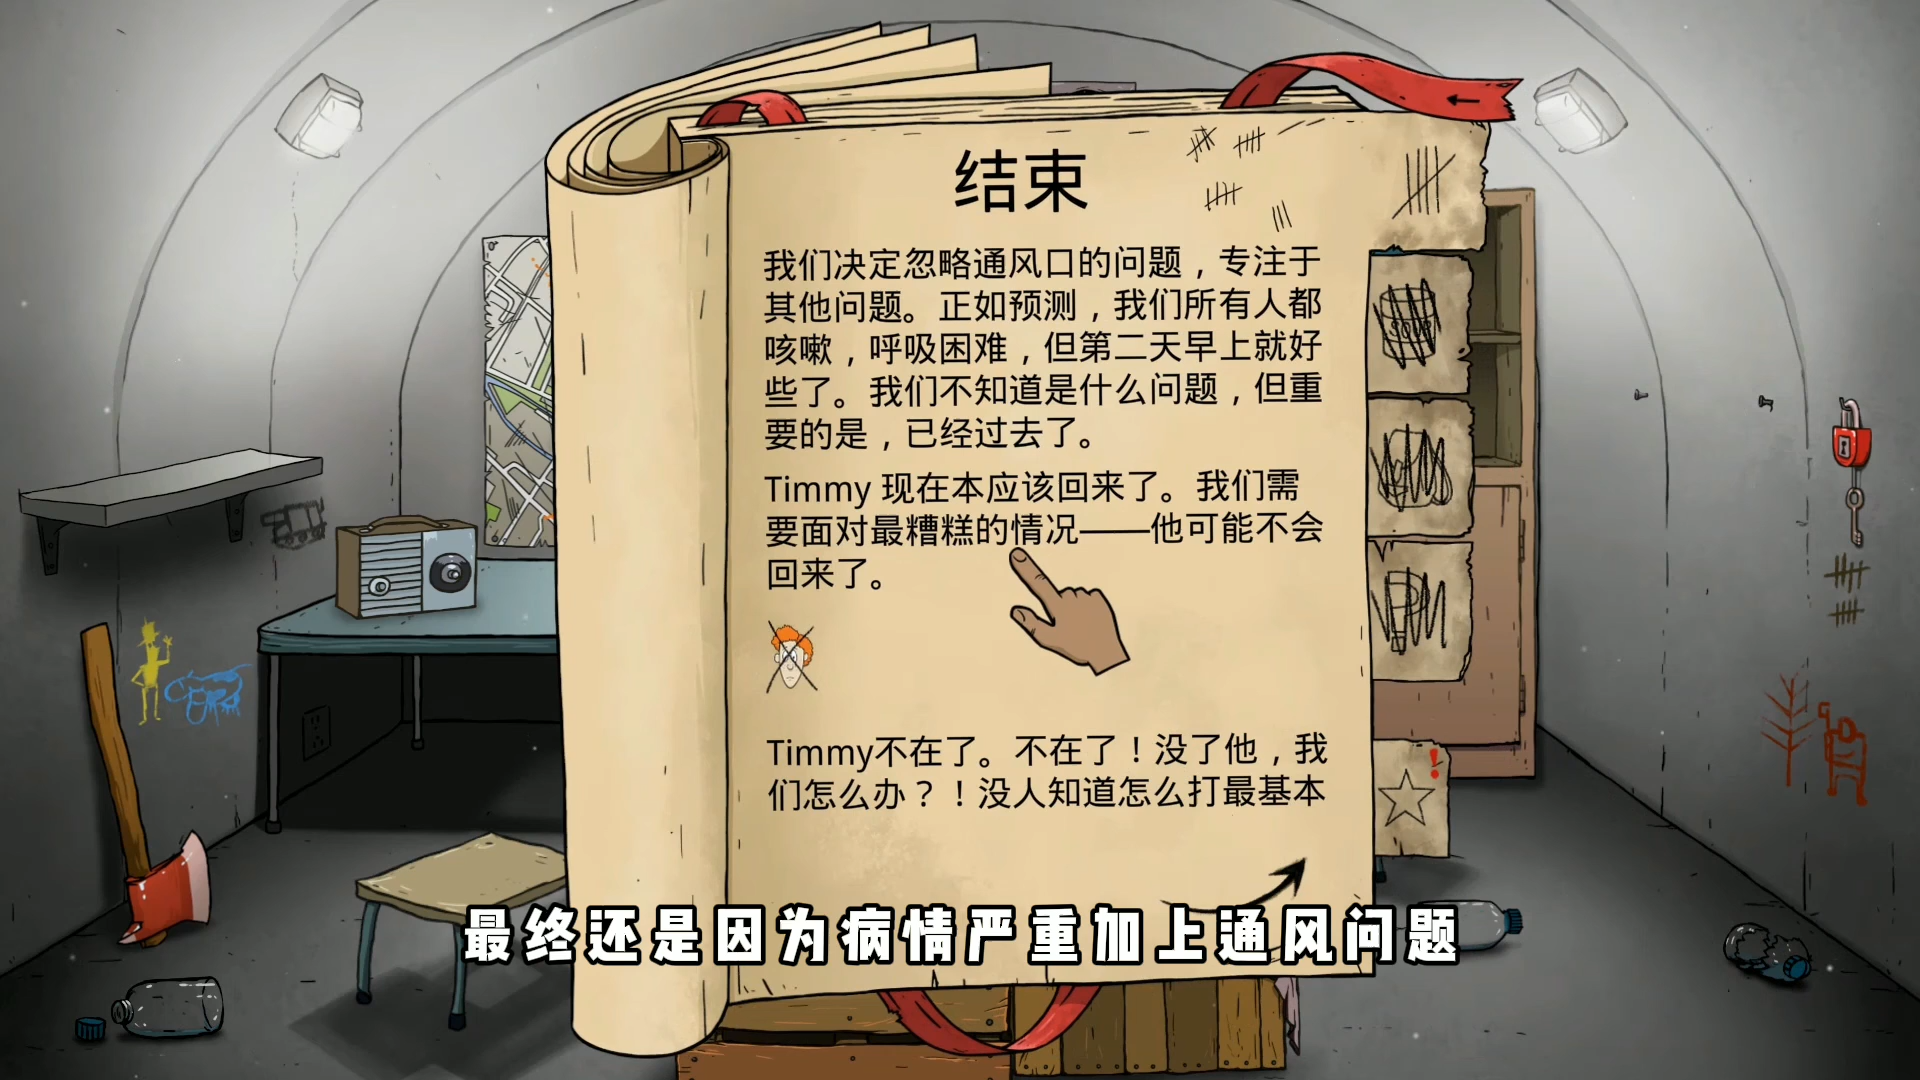 结束
我们决定忽略通风口的问题，专注于
其他问题。正如预测，我们所有人都
咳嗽，呼吸困难，但第二天早上就好
些了。我们不知道是什么问题，但重
要的是，已经过去了。
Timmy 现在本应该回来了。我们需
要面对最糟糕的情况——他可能不会
回来了。
Timmy不在了。不在了！没了他，我
们怎么办？！没人知道怎么打最基本
最终还是因为病情严重加上通风问题